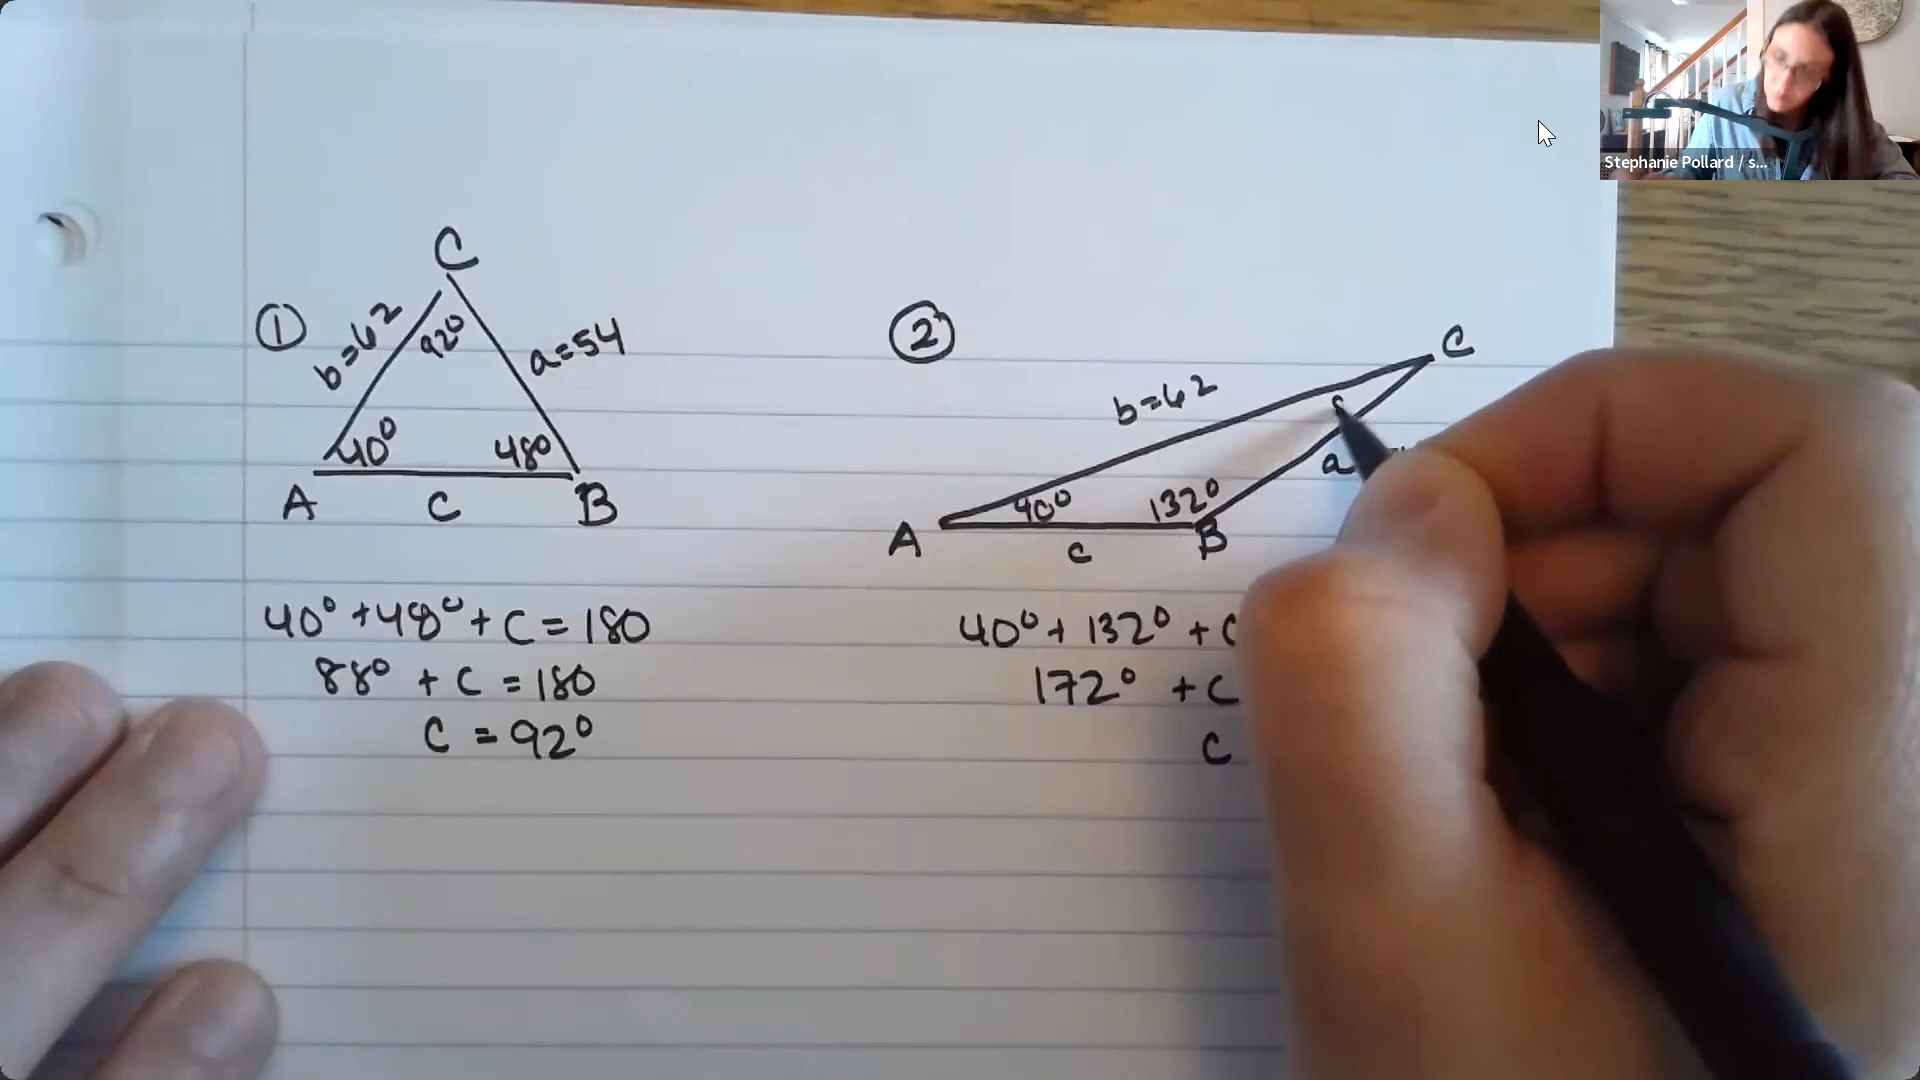 Stephanie Pollard / s...
①
C
b=62
92°
a=54
40°
48°
A
c
B
40° + 48° + C = 180
88° + C = 180
C = 92°
②
C
b=62
a
40°
132°
A
c
B
40° + 132° + C
172° + C
C